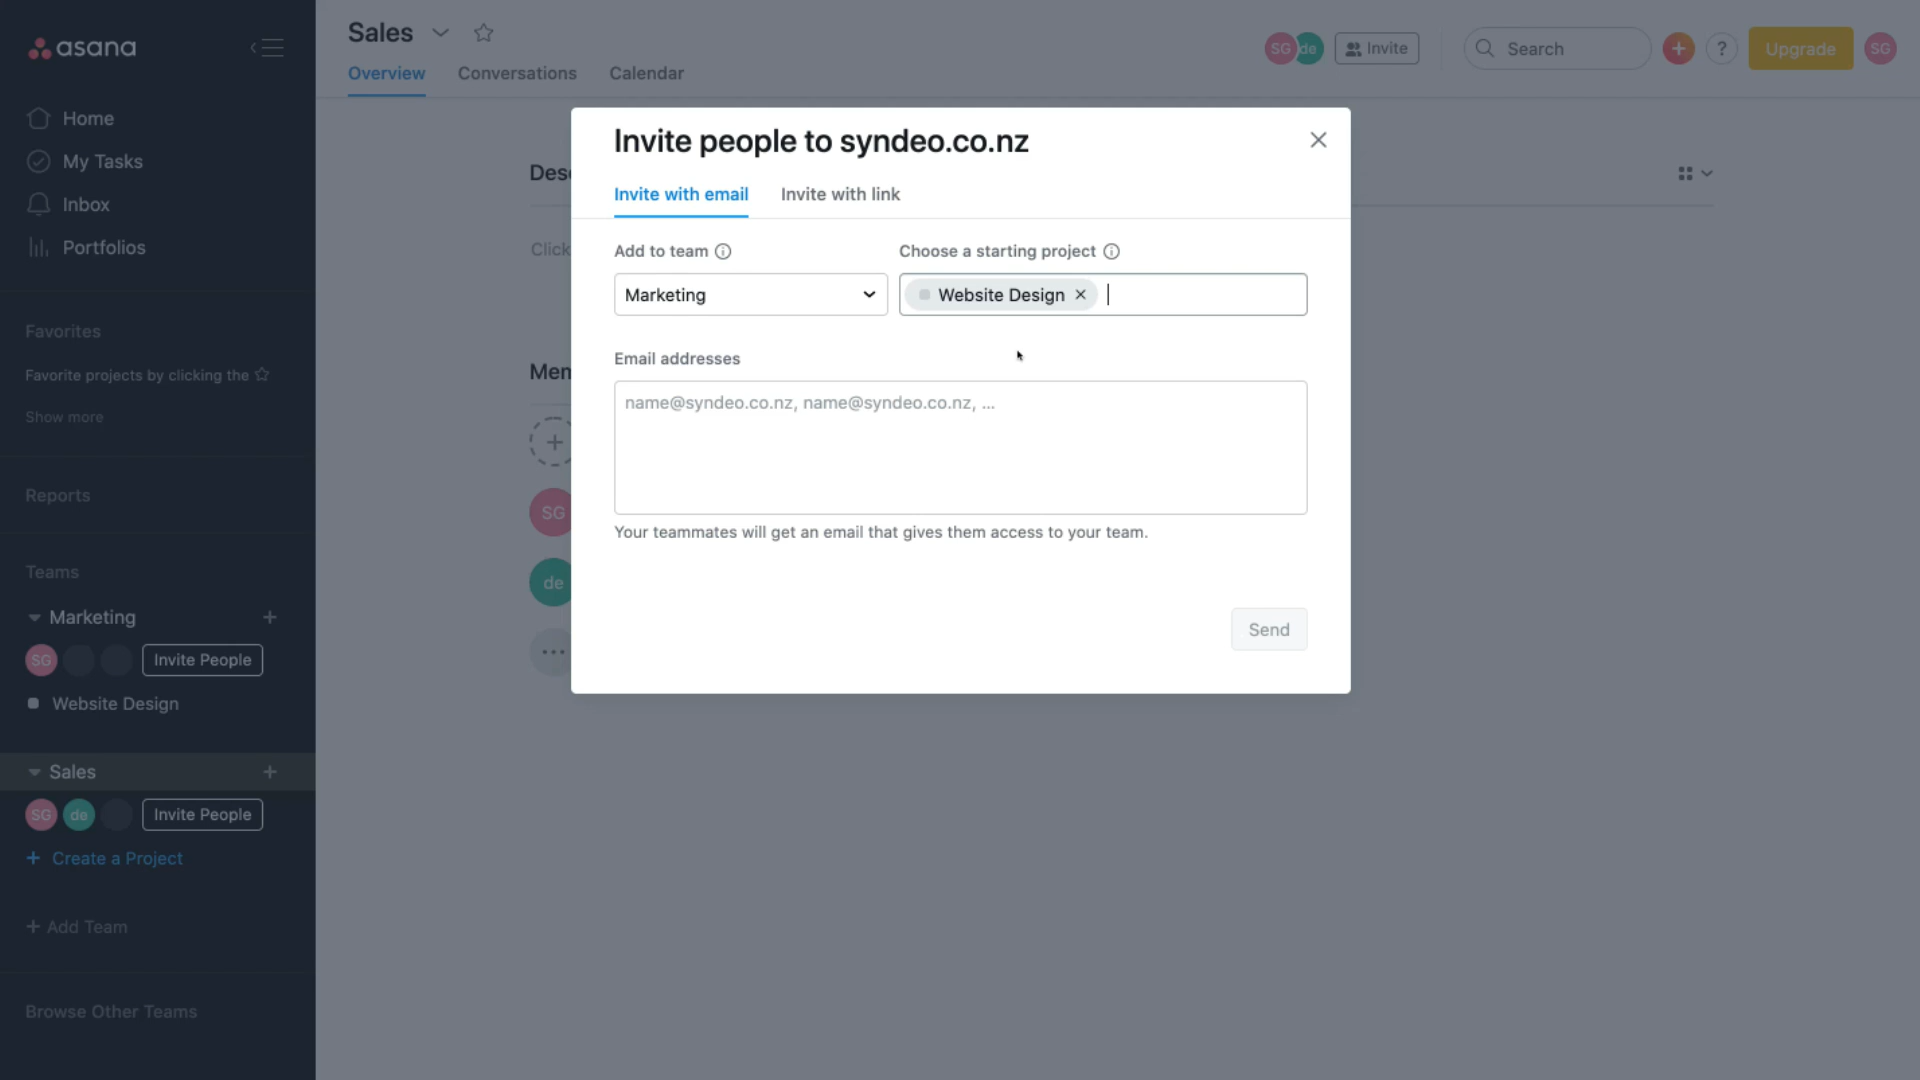 asana
Home
My Tasks
Inbox
Portfolios
Favorites
Favorite projects by clicking the
Show more
Reports
Teams
Marketing
SG
Invite People
Website Design
Sales
SG de
Invite People
+ Create a Project
+ Add Team
Browse Other Teams
Sales
Overview Conversations Calendar
SG de
Invite
Search
+
?
Upgrade
SG
Des
Click
Mem
SG
de
...
Invite people to syndeo.co.nz
Invite with email Invite with link
Add to team Choose a starting project
Marketing Website Design
Email addresses
name@syndeo.co.nz, name@syndeo.co.nz, ...
Your teammates will get an email that gives them access to your team.
Send